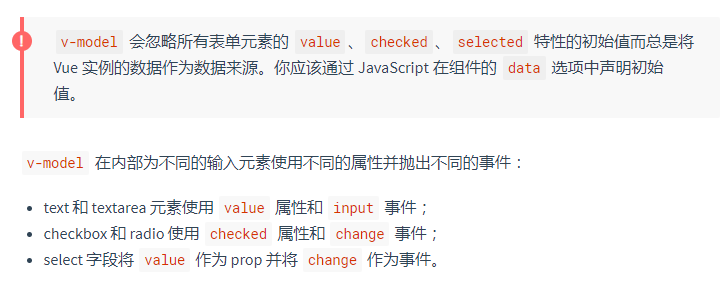 v-model 会忽略所有表单元素的 value 、 checked 、 selected 特性的初始值而总是将
Vue 实例的数据作为数据来源。你应该通过 JavaScript 在组件的 data 选项中声明初始
值。
v-model 在内部为不同的输入元素使用不同的属性并抛出不同的事件：
text 和 textarea 元素使用 value 属性和 input 事件；
checkbox 和 radio 使用 checked 属性和 change 事件；
select 字段将 value 作为 prop 并将 change 作为事件。